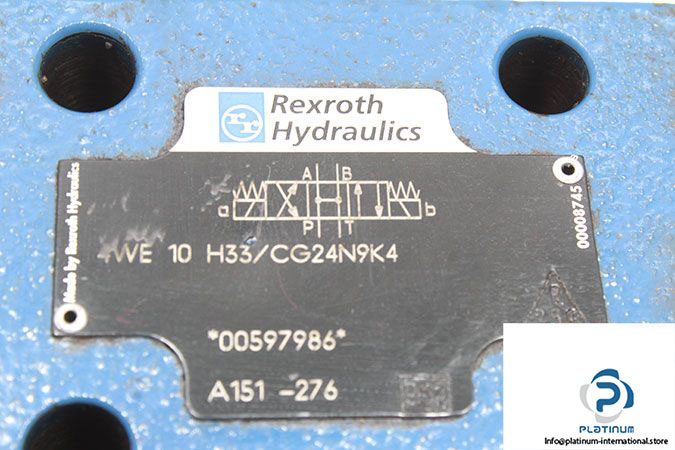 Rexroth
Hydraulics
Made by Rexroth Hydraulics
A B
a b
P T
00008745
4WE 10 H33/CG24N9K4
*00597986*
A151 -276
PLATINUM
Info@platinum-international.store